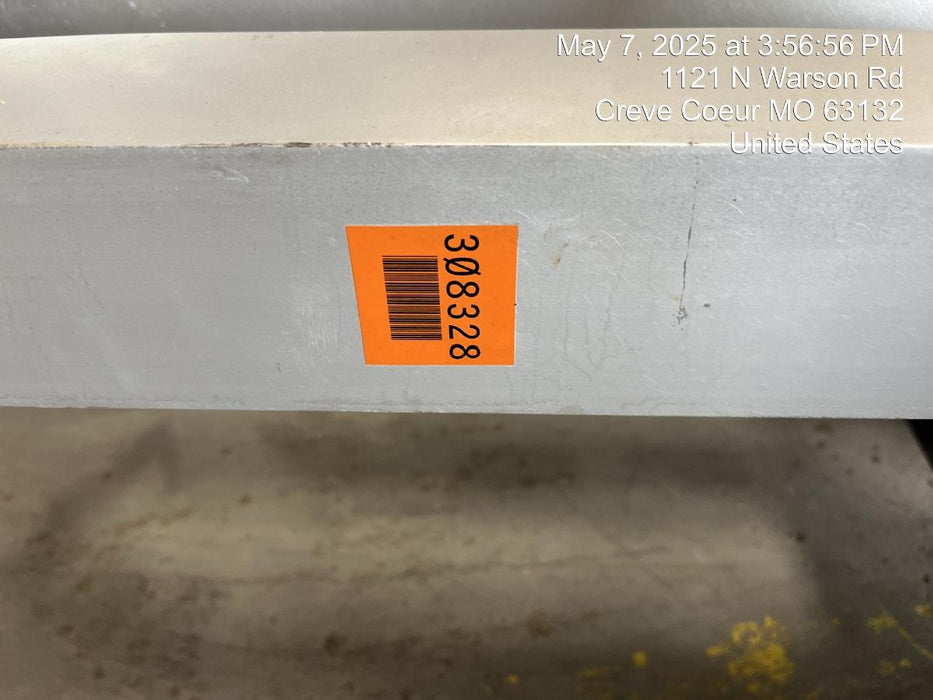 May 7, 2025 at 3:56:56 PM
1121 N Warson Rd
Creve Coeur MO 63132
United States
3Ø8328